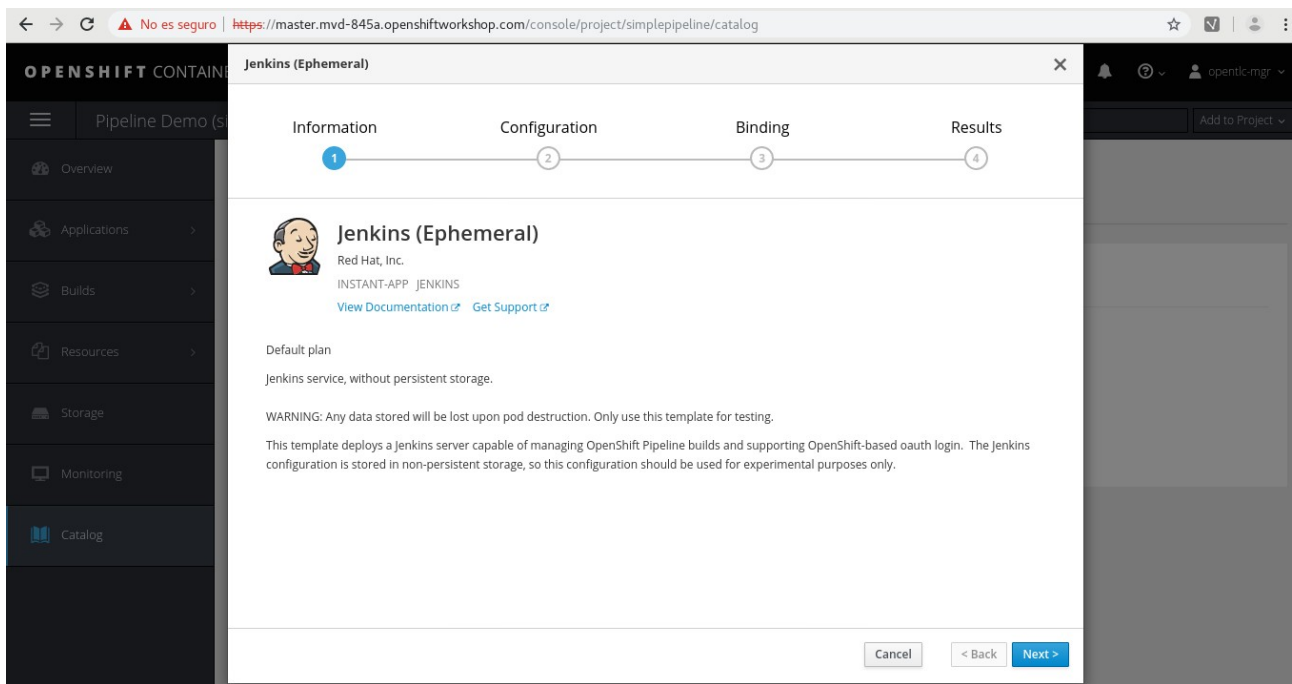 No es seguro | https://master.mvd-845a.openshiftworkshop.com/console/project/simplepipeline/catalog
OPENSHIFT CONTAINE
Jenkins (Ephemeral)
opentlc-mgr
Pipeline Demo (si
Add to Project
Information
Configuration
Binding
Results
1
2
3
4
Overview
Applications
Builds
Resources
Storage
Monitoring
Catalog
Jenkins (Ephemeral)
Red Hat, Inc.
INSTANT-APP JENKINS
View Documentation Get Support
Default plan
Jenkins service, without persistent storage.
WARNING: Any data stored will be lost upon pod destruction. Only use this template for testing.
This template deploys a Jenkins server capable of managing OpenShift Pipeline builds and supporting OpenShift-based oauth login. The Jenkins
configuration is stored in non-persistent storage, so this configuration should be used for experimental purposes only.
Cancel
< Back
Next >